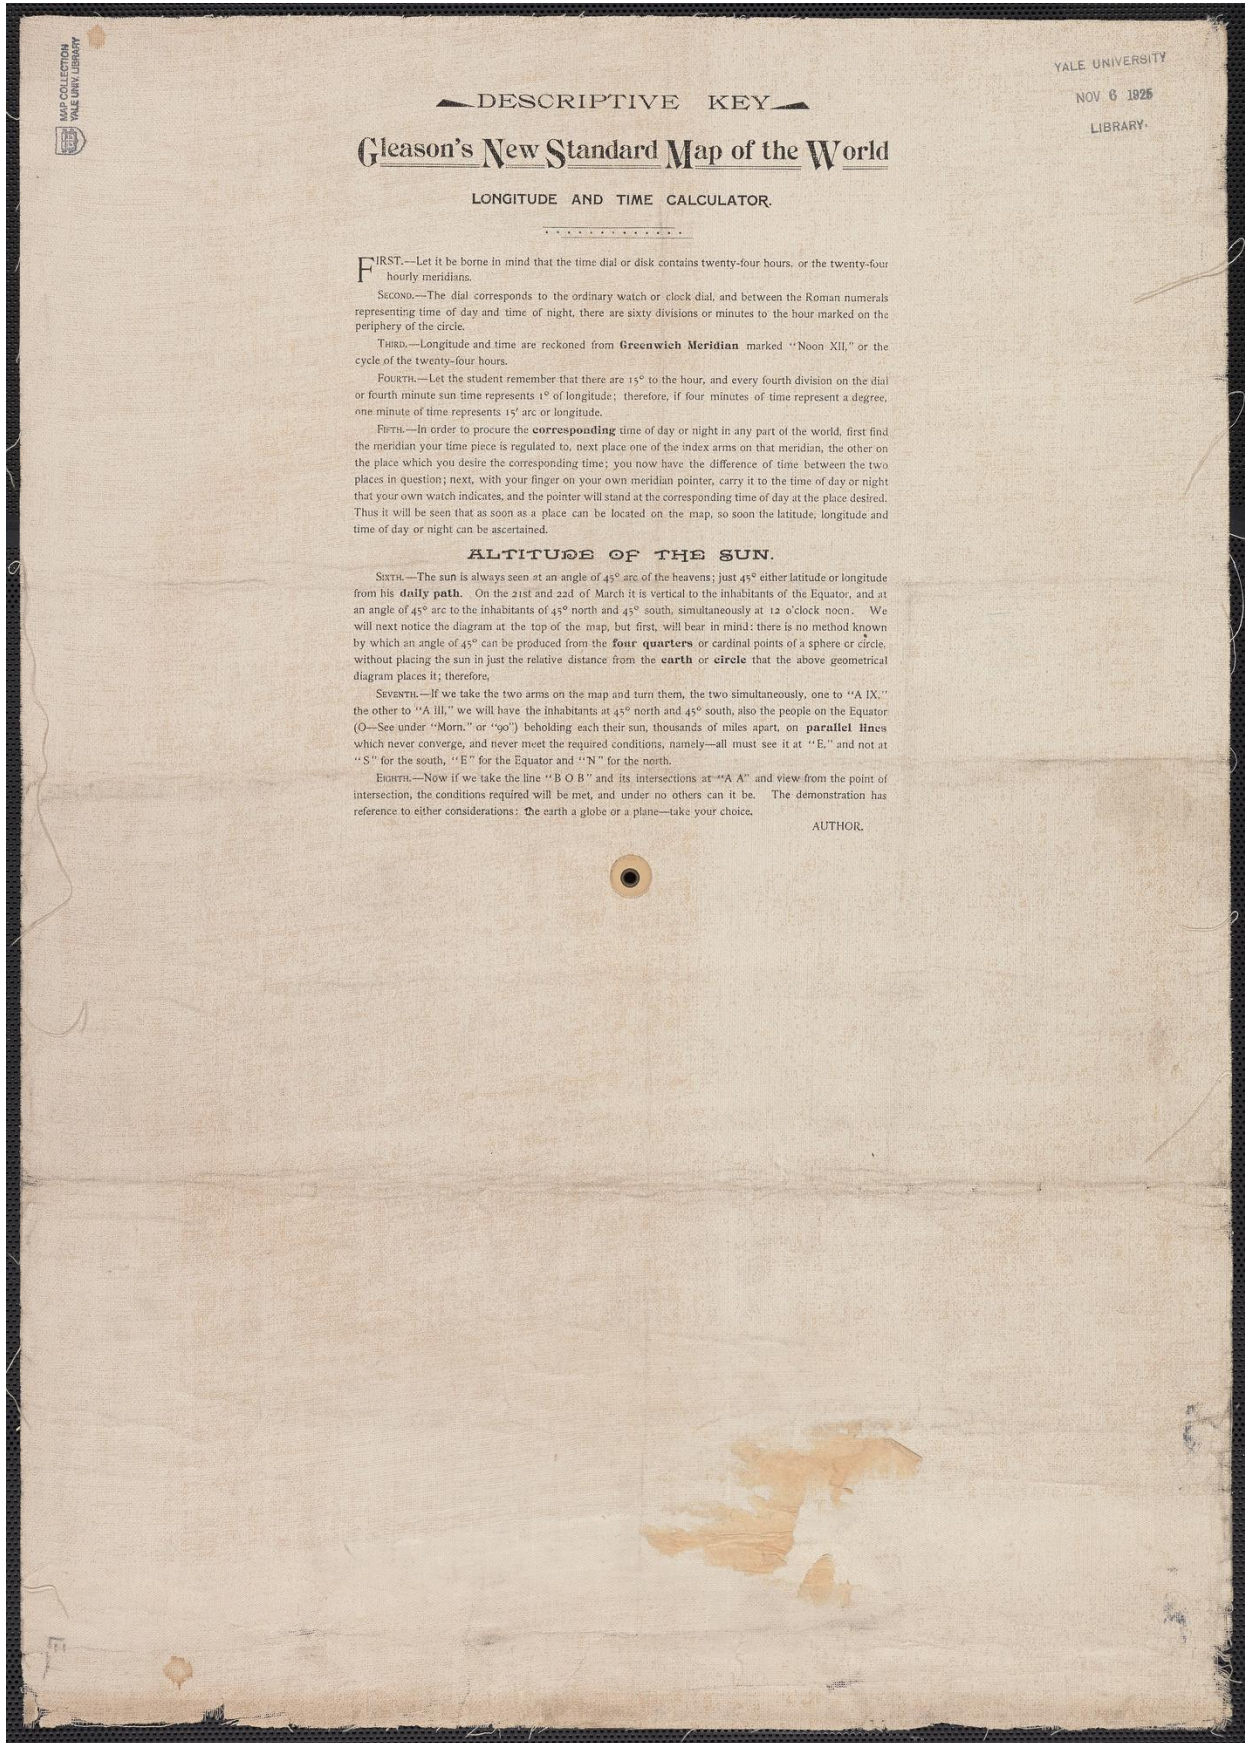 MAP COLLECTION
YALE UNIV. LIBRARY
YALE UNIVERSITY
NOV 6 1925
LIBRARY.
DESCRIPTIVE KEY
Gleason's New Standard Map of the World
LONGITUDE AND TIME CALCULATOR.
FIRST.—Let it be borne in mind that the time dial or disk contains twenty-four hours. or the twenty-four
hourly meridians.
SECOND.—The dial corresponds to the ordinary watch or clock dial, and between the Roman numerals
representing time of day and time of night, there are sixty divisions or minutes to the hour marked on the
periphery of the circle.
THIRD.—Longitude and time are reckoned from Greenwich Meridian marked "Noon XII," or the
cycle of the twenty-four hours.
FOURTH.—Let the student remember that there are 15° to the hour, and every fourth division on the dial
or fourth minute sun time represents 1° of longitude; therefore, if four minutes of time represent a degree,
one minute of time represents 15' arc or longitude.
FIFTH.—In order to procure the corresponding time of day or night in any part of the world, first find
the meridian your time piece is regulated to, next place one of the index arms on that meridian, the other on
the place which you desire the corresponding time; you now have the difference of time between the two
places in question; next, with your finger on your own meridian pointer, carry it to the time of day or night
that your own watch indicates, and the pointer will stand at the corresponding time of day at the place desired.
Thus it will be seen that as soon as a place can be located on the map, so soon the latitude, longitude and
time of day or night can be ascertained.
ALTITUDE OF THE SUN.
SIXTH.—The sun is always seen at an angle of 45° arc of the heavens; just 45° either latitude or longitude
from his daily path. On the 21st and 22d of March it is vertical to the inhabitants of the Equator, and at
an angle of 45° arc to the inhabitants of 45° north and 45° south, simultaneously at 12 o'clock noon. We
will next notice the diagram at the top of the map, but first, will bear in mind: there is no method known
by which an angle of 45° can be produced from the four quarters or cardinal points of a sphere or circle,
without placing the sun in just the relative distance from the earth or circle that the above geometrical
diagram places it; therefore,
SEVENTH.—If we take the two arms on the map and turn them, the two simultaneously, one to "A IX."
the other to "A III," we will have the inhabitants at 45° north and 45° south, also the people on the Equator
(O—See under "Morn." or "90") beholding each their sun, thousands of miles apart, on parallel lines
which never converge, and never meet the required conditions, namely—all must see it at "E," and not at
"S" for the south, "E" for the Equator and "N" for the north.
EIGHTH.—Now if we take the line "B O B" and its intersections at "A A" and view from the point of
intersection, the conditions required will be met, and under no others can it be. The demonstration has
reference to either considerations: the earth a globe or a plane—take your choice.
AUTHOR.